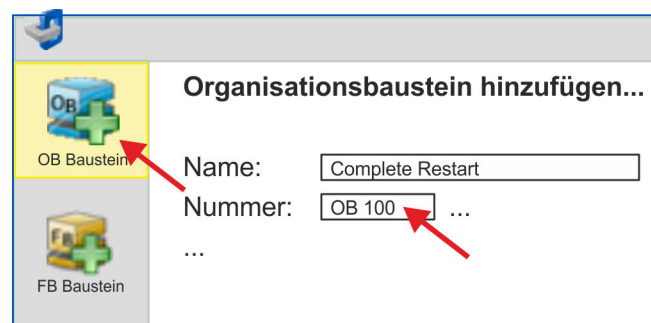 Organisationsbaustein hinzufügen...
OB
OB Baustein
Name: Complete Restart
Nummer: OB 100 ...
...
FB
FB Baustein